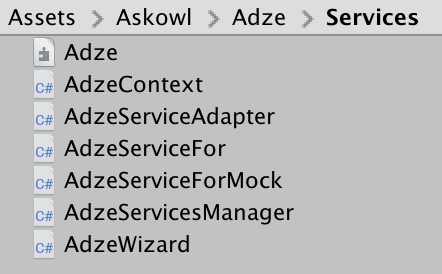 Assets > Askowl > Adze > Services
Adze
C# AdzeContext
C# AdzeServiceAdapter
C# AdzeServiceFor
C# AdzeServiceForMock
C# AdzeServicesManager
C# AdzeWizard